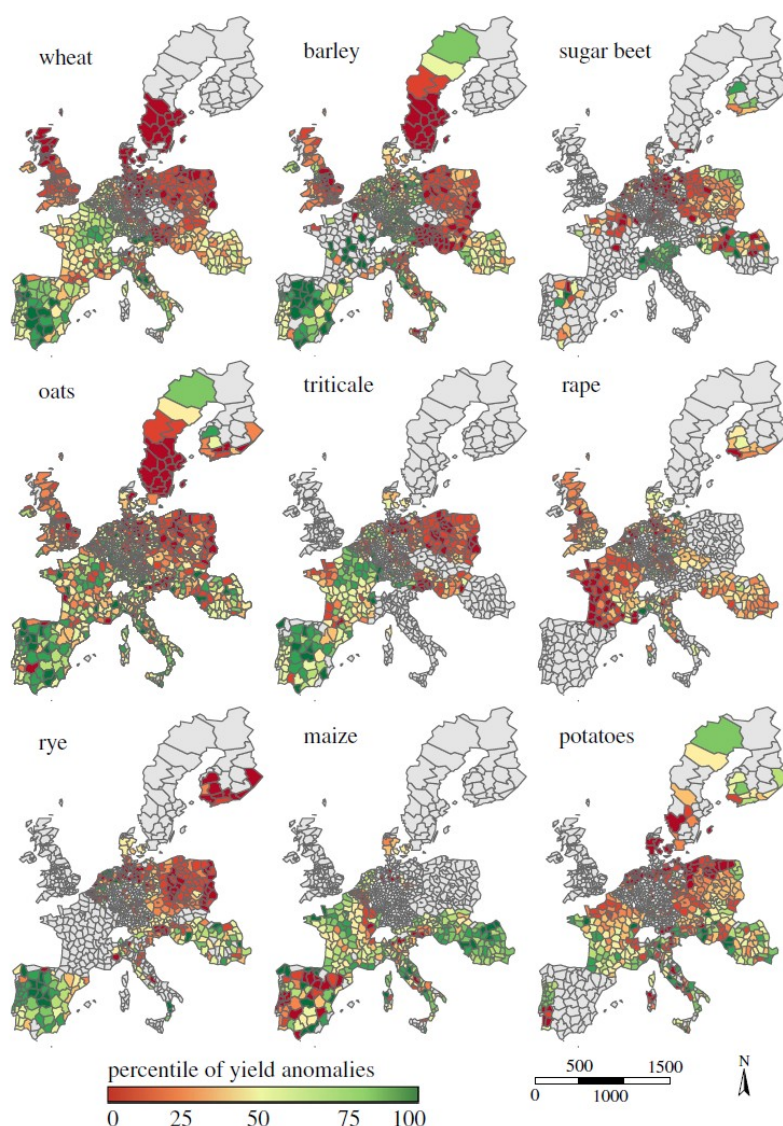 wheat
barley
sugar beet
oats
triticale
rape
rye
maize
potatoes
percentile of yield anomalies
0 25 50 75 100
500 1500
0 1000
N